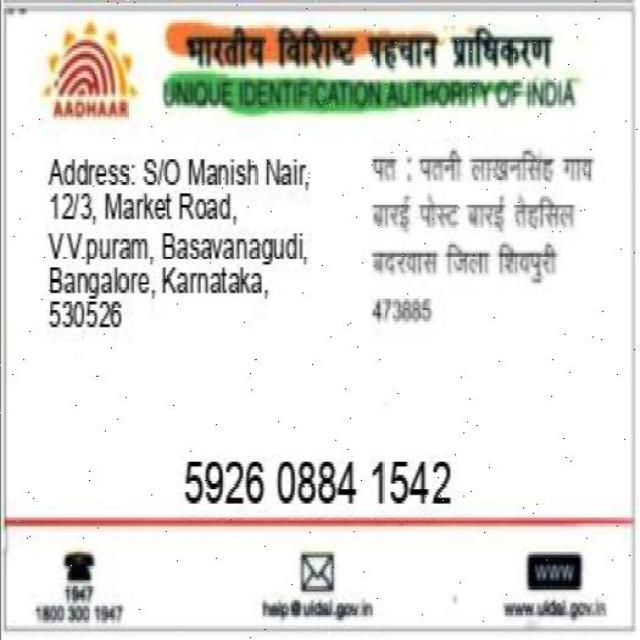 भारतीय विशिष्ट पहचान प्राधिकरण
AADHAAR
UNIQUE IDENTIFICATION AUTHORITY OF INDIA
Address: S/O Manish Nair,
12/3, Market Road,
V.V.puram, Basavanagudi,
Bangalore, Karnataka,
530526
पत : पतनी लाखनसिंह गाव
बारई पोस्ट बारई तेहसिल
बदरवास जिला शिवपुरी
473885
5926 0884 1542
1947
1800 300 1947
help@uidai.gov.in
www
www.uidai.gov.in